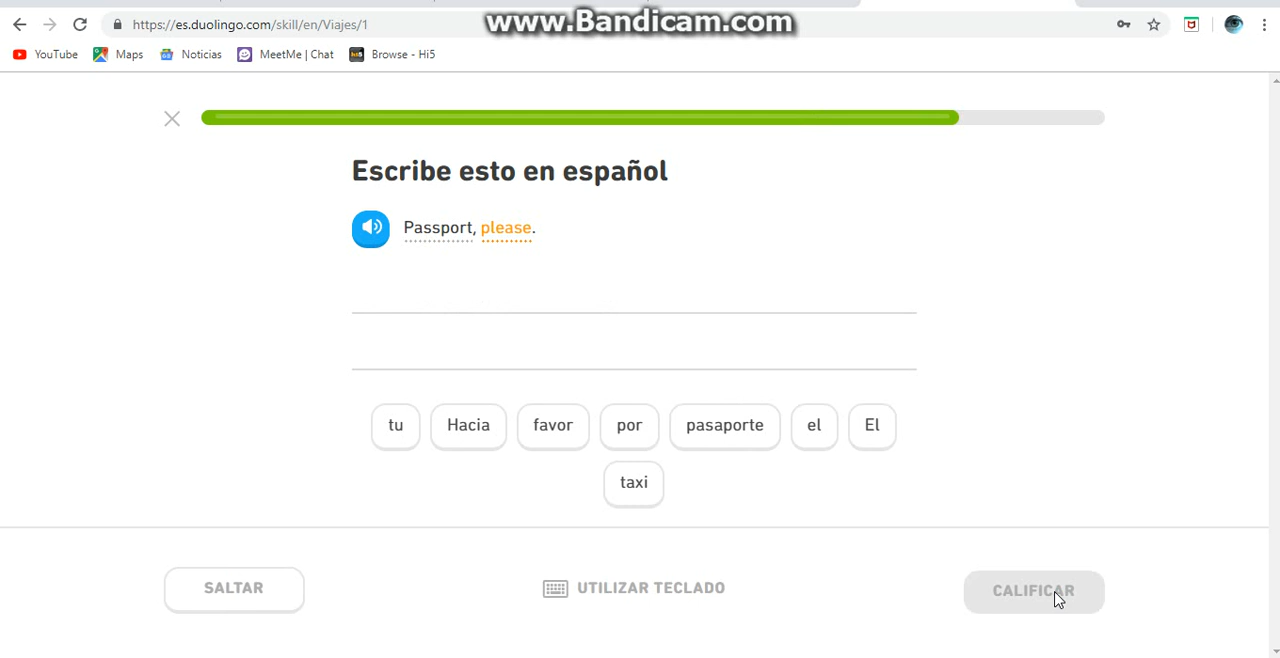 www.Bandicam.com
https://es.duolingo.com/skill/en/Viajes/1
YouTube Maps Noticias MeetMe | Chat Browse - Hi5
Escribe esto en español
Passport, please.
tu Hacia favor por pasaporte el El
taxi
SALTAR UTILIZAR TECLADO CALIFICAR